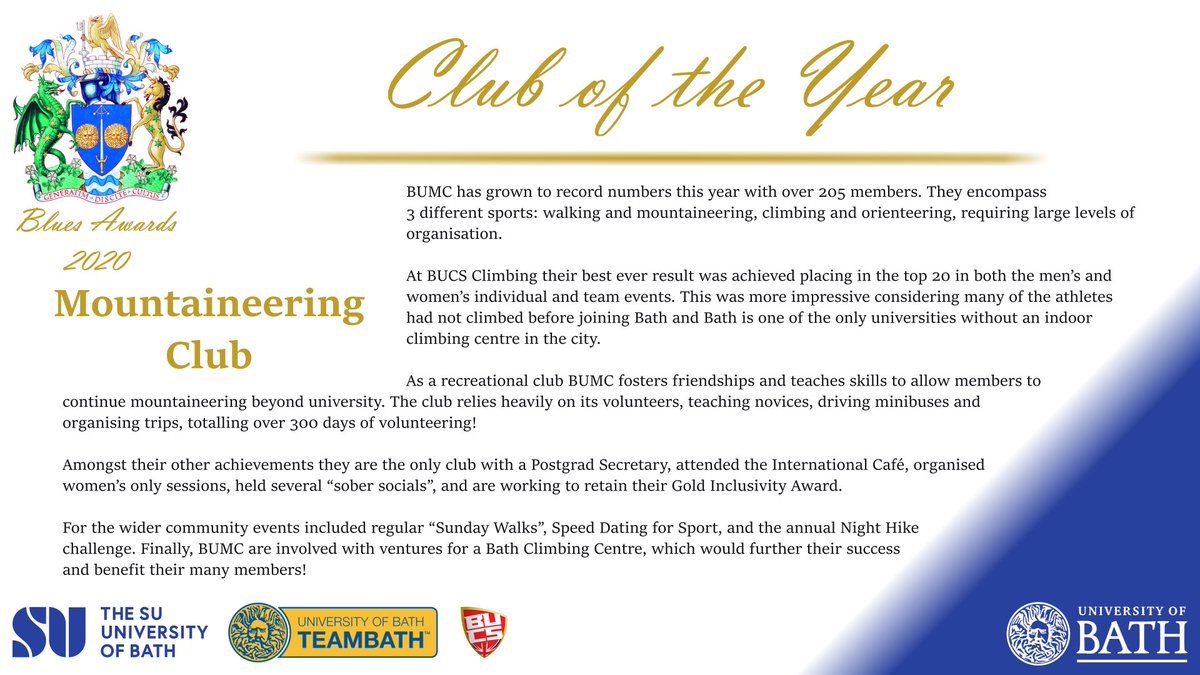 Club of the Year
GENERATIM DISCITE CULTUS
Blues Awards
2020
Mountaineering
Club
BUMC has grown to record numbers this year with over 205 members. They encompass
3 different sports: walking and mountaineering, climbing and orienteering, requiring large levels of
organisation.
At BUCS Climbing their best ever result was achieved placing in the top 20 in both the men’s and
women’s individual and team events. This was more impressive considering many of the athletes
had not climbed before joining Bath and Bath is one of the only universities without an indoor
climbing centre in the city.
As a recreational club BUMC fosters friendships and teaches skills to allow members to
continue mountaineering beyond university. The club relies heavily on its volunteers, teaching novices, driving minibuses and
organising trips, totalling over 300 days of volunteering!
Amongst their other achievements they are the only club with a Postgrad Secretary, attended the International Café, organised
women’s only sessions, held several “sober socials”, and are working to retain their Gold Inclusivity Award.
For the wider community events included regular “Sunday Walks”, Speed Dating for Sport, and the annual Night Hike
challenge. Finally, BUMC are involved with ventures for a Bath Climbing Centre, which would further their success
and benefit their many members!
SU
THE SU
UNIVERSITY
OF BATH
UNIVERSITY OF BATH
TEAMBATH™
BUCS
UNIVERSITY OF
BATH